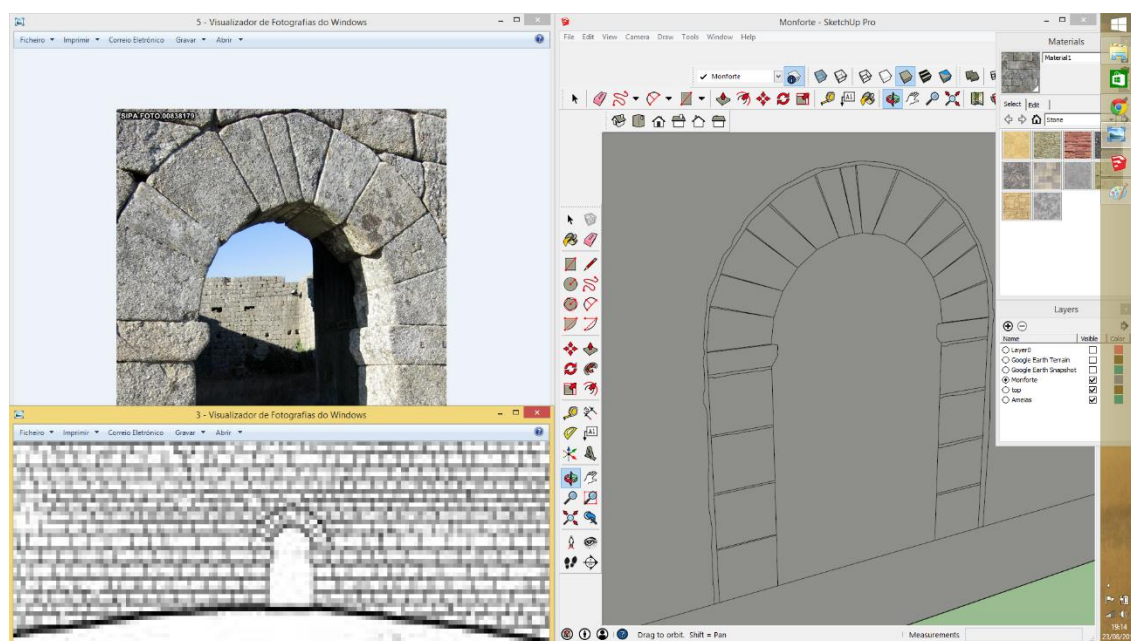 5 - Visualizador de Fotografias do Windows
Ficheiro Imprimir Correio Eletrónico Gravar Abrir
SIPA FOTO.00838179
3 - Visualizador de Fotografias do Windows
Ficheiro Imprimir Correio Eletrónico Gravar Abrir
Monforte - SketchUp Pro
File Edit View Camera Draw Tools Window Help
Monforte
A1
A1
Drag to orbit. Shift = Pan
Measurements
Materials
Material1
Select Edit
Stone
Layers
Name Visible Color
Layer0
Google Earth Terrain
Google Earth Snapshot
Monforte
top
Ameias
19:14